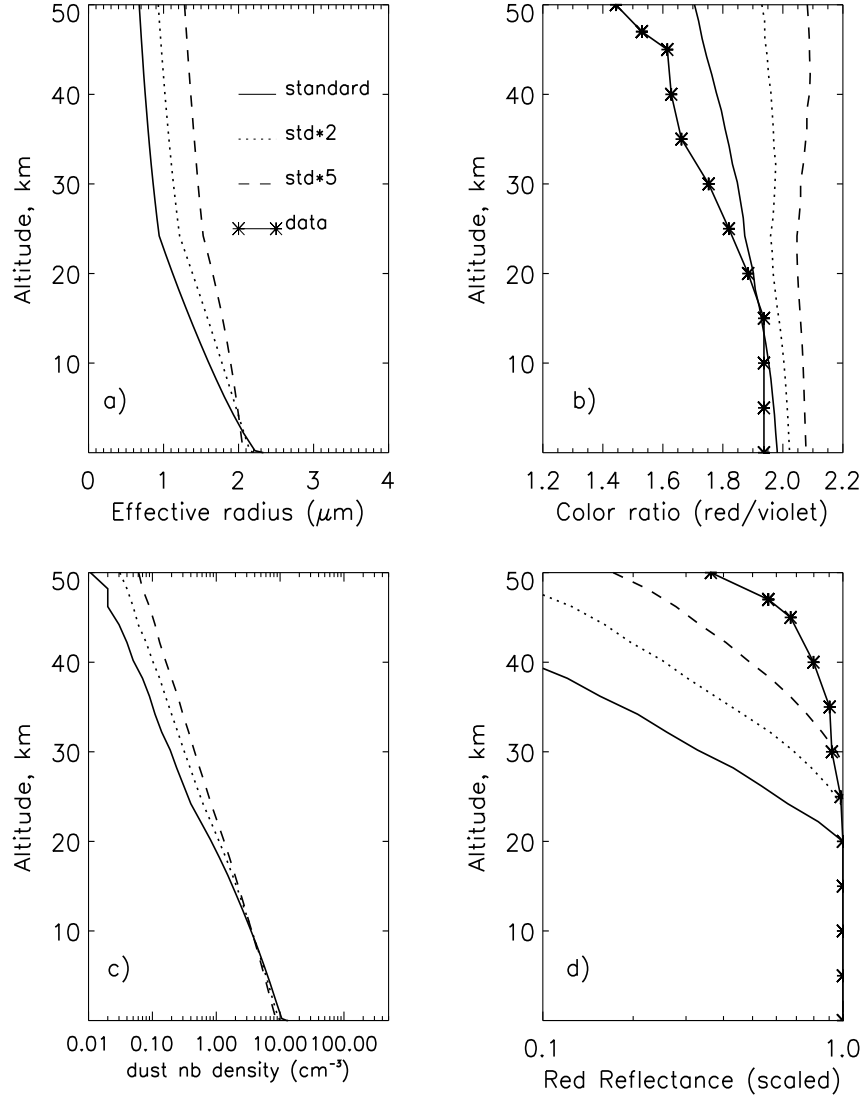 50
40
30
20
10
Altitude, km
standard
std*2
std*5
data
a)
0 1 2 3 4
Effective radius (μm)
50
40
30
20
10
Altitude, km
b)
1.2 1.4 1.6 1.8 2.0 2.2
Color ratio (red/violet)
50
40
30
20
10
Altitude, km
c)
0.01 0.10 1.00 10.00 100.00
dust nb density (cm⁻³)
50
40
30
20
10
Altitude, km
d)
0.1 1.0
Red Reflectance (scaled)